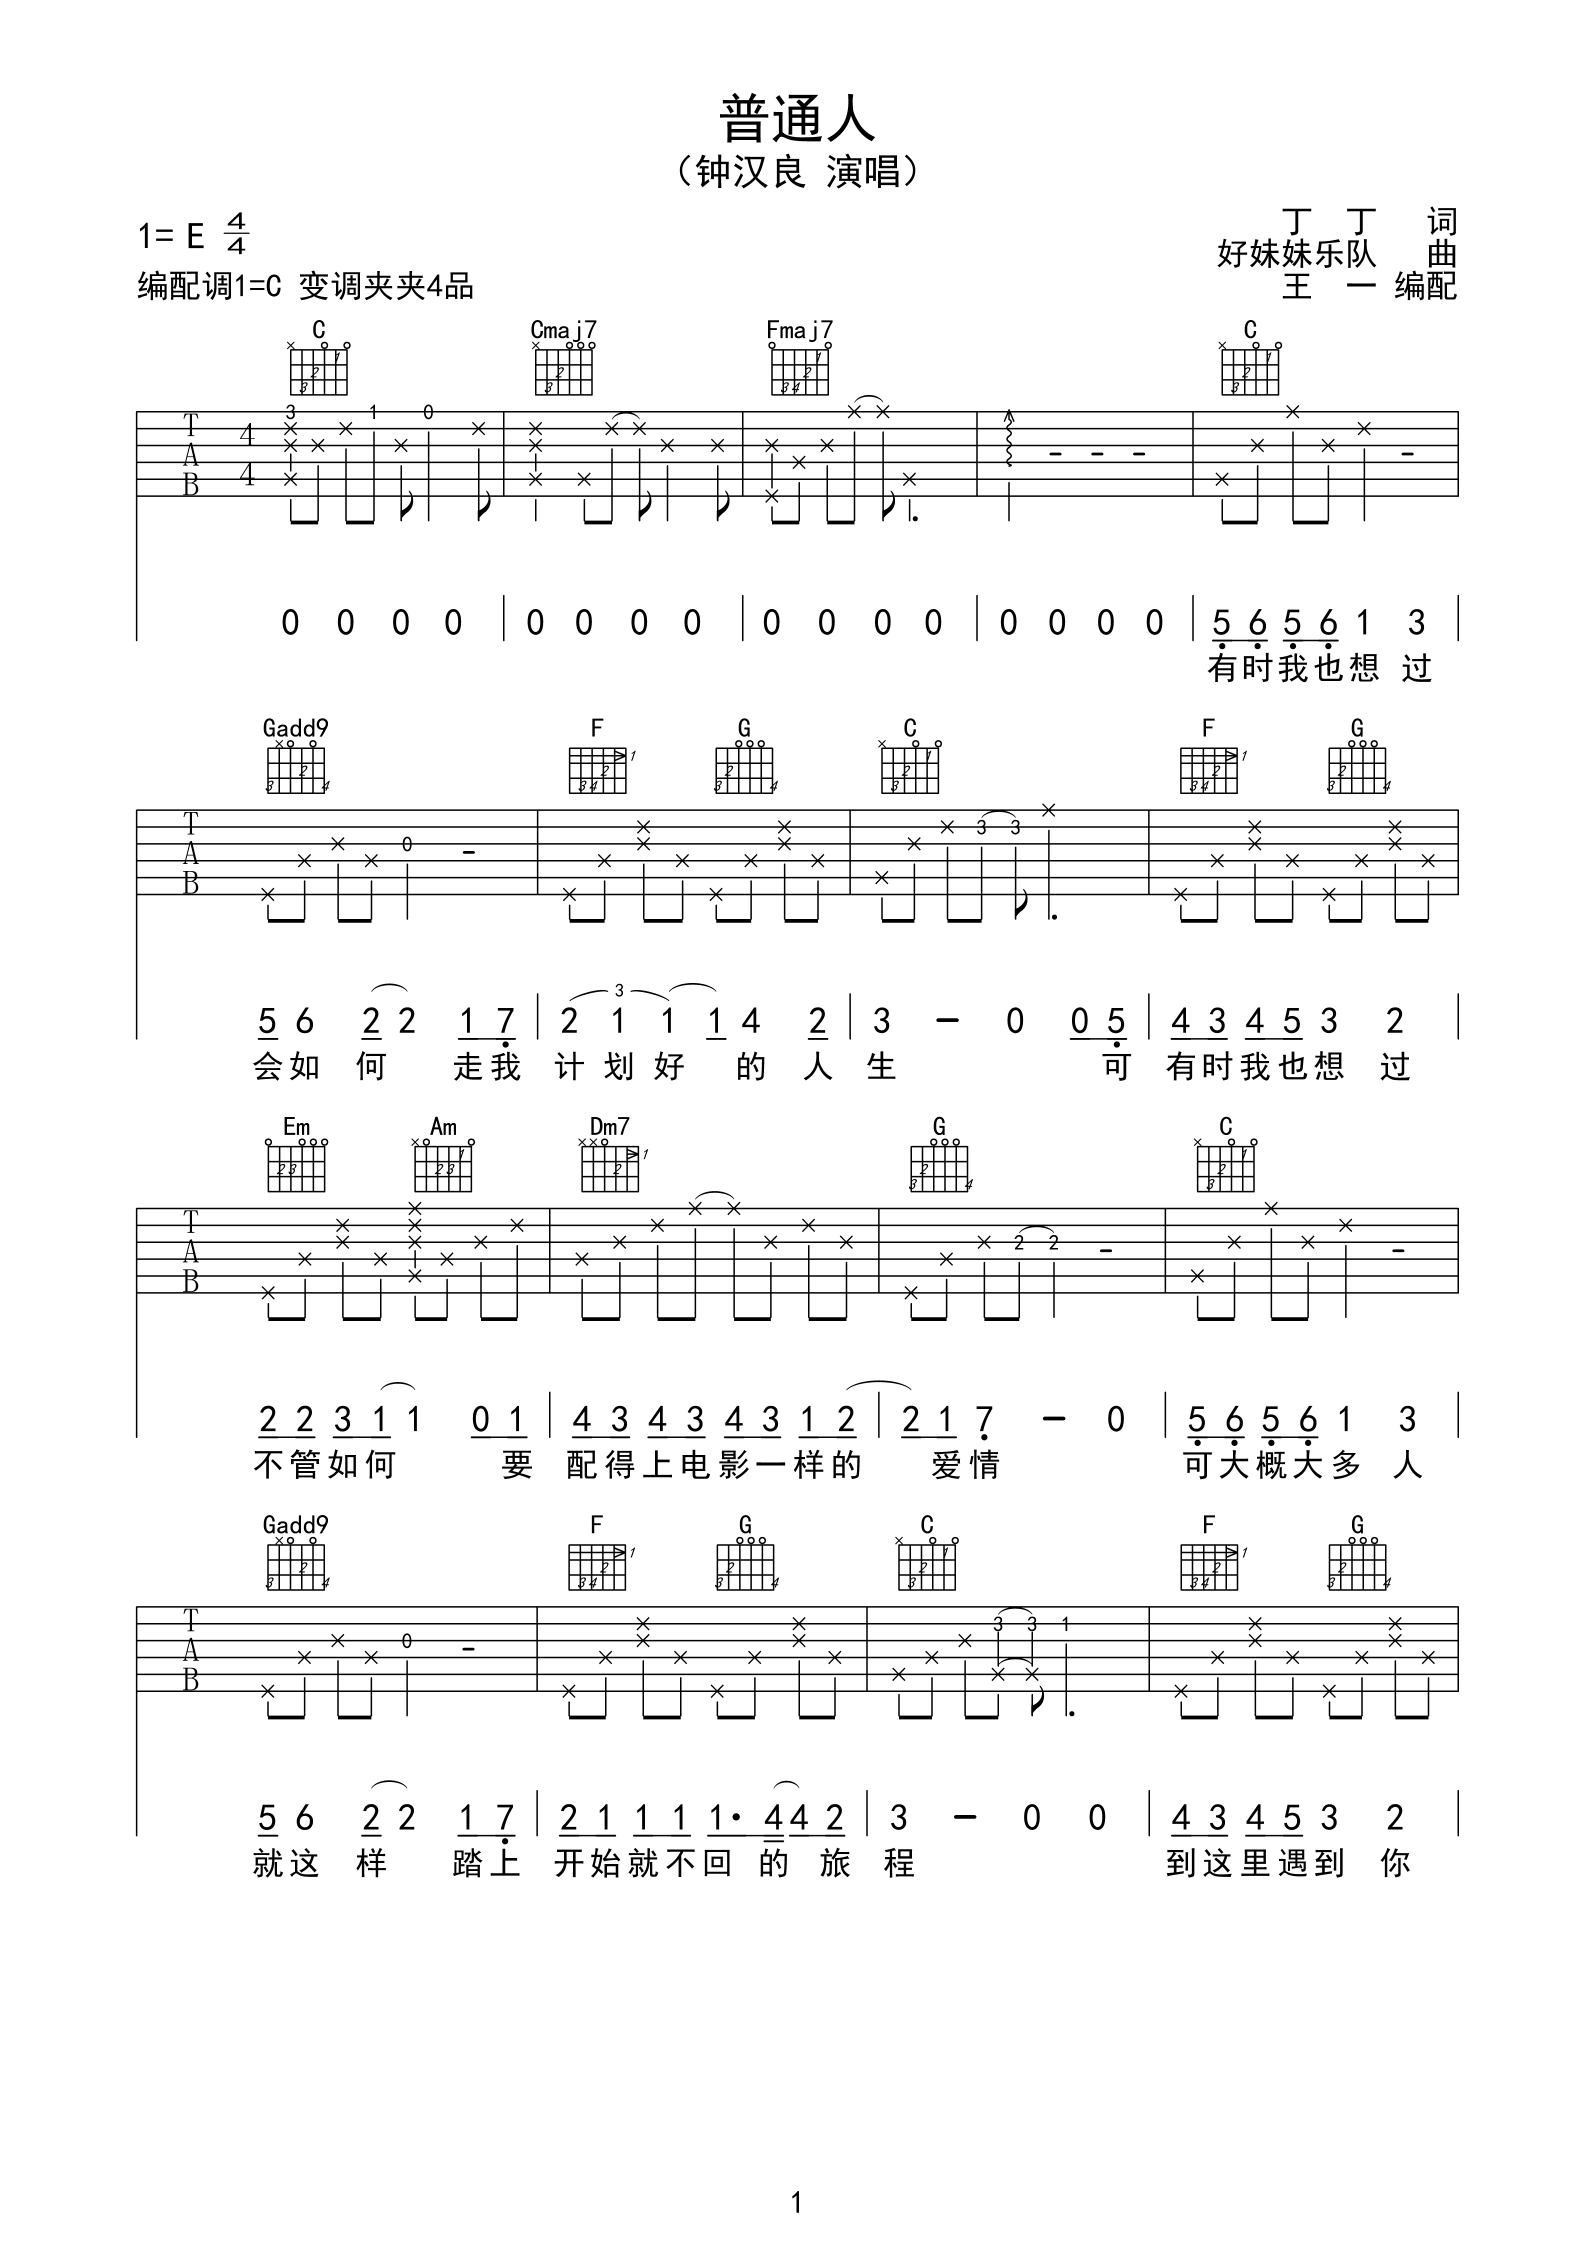 普通人
（钟汉良 演唱）
1= E 4/4
丁 丁 词
好妹妹乐队 曲
编配调1=C 变调夹夹4品
王 一 编配
C Cmaj7 Fmaj7 C
T A B 4 4 3 1 0
0 0 0 0 0 0 0 0 0 0 0 0 0 0 0 0 5 6 5 6 1 3
有时我也想过
Gadd9 F G C F G
T A B 0 3 3
5 6 2 2 1 7 2 1 1 1 4 2 3 - 0 0 5 4 3 4 5 3 2
会如何 走我 计划好 的人生 可 有时我也想过
Em Am Dm7 G C
T A B 2 2
2 2 3 1 1 0 1 4 3 4 3 4 3 1 2 2 1 7 - 0 5 6 5 6 1 3
不管如何 要 配得上电影一样的 爱情 可大概大多人
Gadd9 F G C F G
T A B 0 3 3 1
5 6 2 2 1 7 2 1 1 1 1· 4 4 2 3 - 0 0 4 3 4 5 3 2
就这样 踏上 开始就不回的旅程 到这里遇到你
1